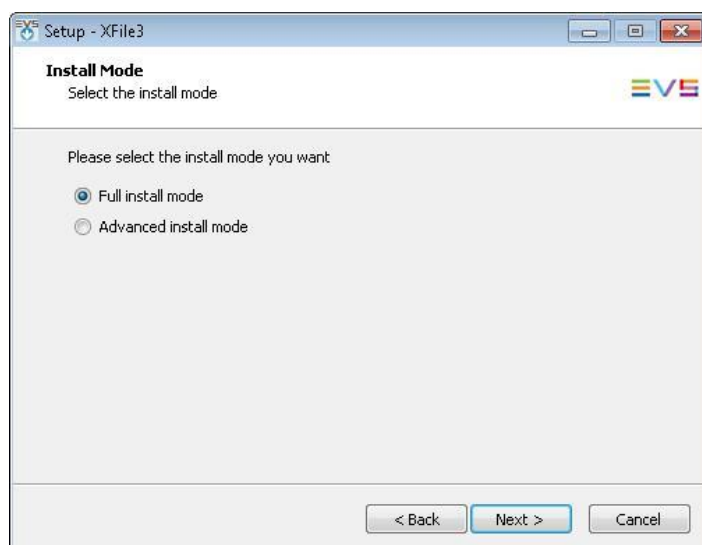 EVS Setup - XFile3
Install Mode
Select the install mode
EVS
Please select the install mode you want
Full install mode
Advanced install mode
< Back Next > Cancel